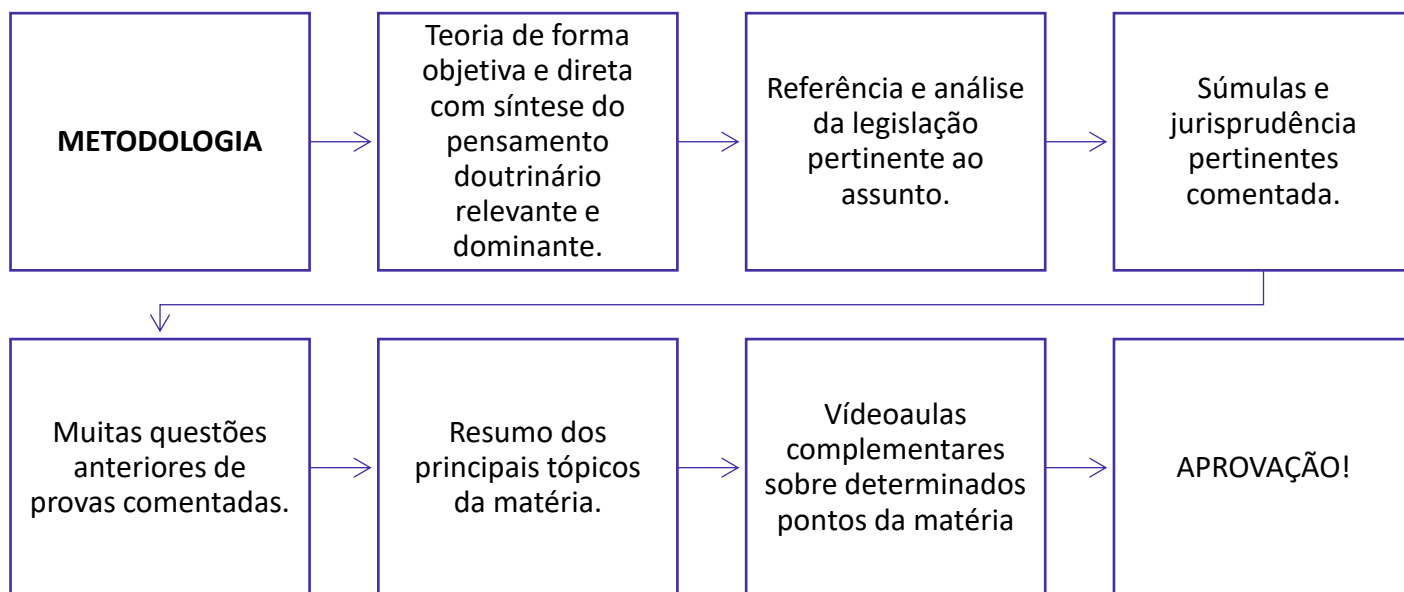 METODOLOGIA
Teoria de forma
objetiva e direta
com síntese do
pensamento
doutrinário
relevante e
dominante.
Referência e análise
da legislação
pertinente ao
assunto.
Súmulas e
jurisprudência
pertinentes
comentada.
Muitas questões
anteriores de
provas comentadas.
Resumo dos
principais tópicos
da matéria.
Vídeoaulas
complementares
sobre determinados
pontos da matéria
APROVAÇÃO!